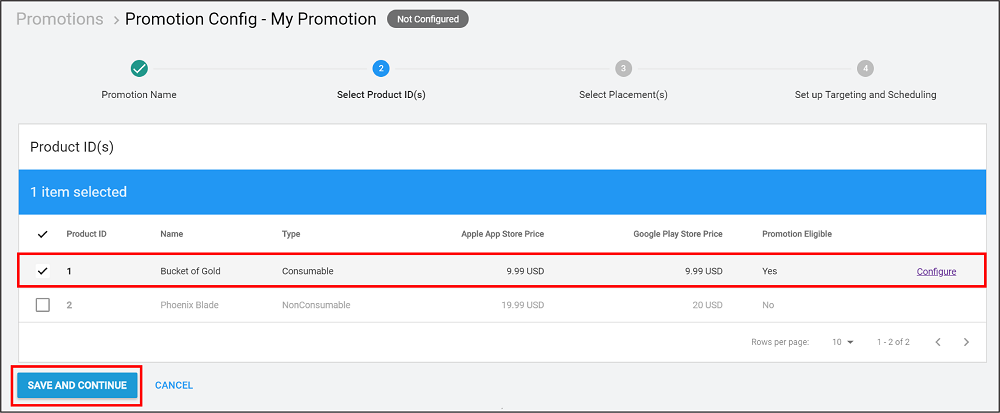 Promotions > Promotion Config - My Promotion Not Configured
2 3 4
Promotion Name Select Product ID(s) Select Placement(s) Set up Targeting and Scheduling
Product ID(s)
1 item selected
Product ID Name Type Apple App Store Price Google Play Store Price Promotion Eligible
1 Bucket of Gold Consumable 9.99 USD 9.99 USD Yes Configure
2 Phoenix Blade NonConsumable 19.99 USD 20 USD No
Rows per page: 10 1 - 2 of 2
SAVE AND CONTINUE CANCEL